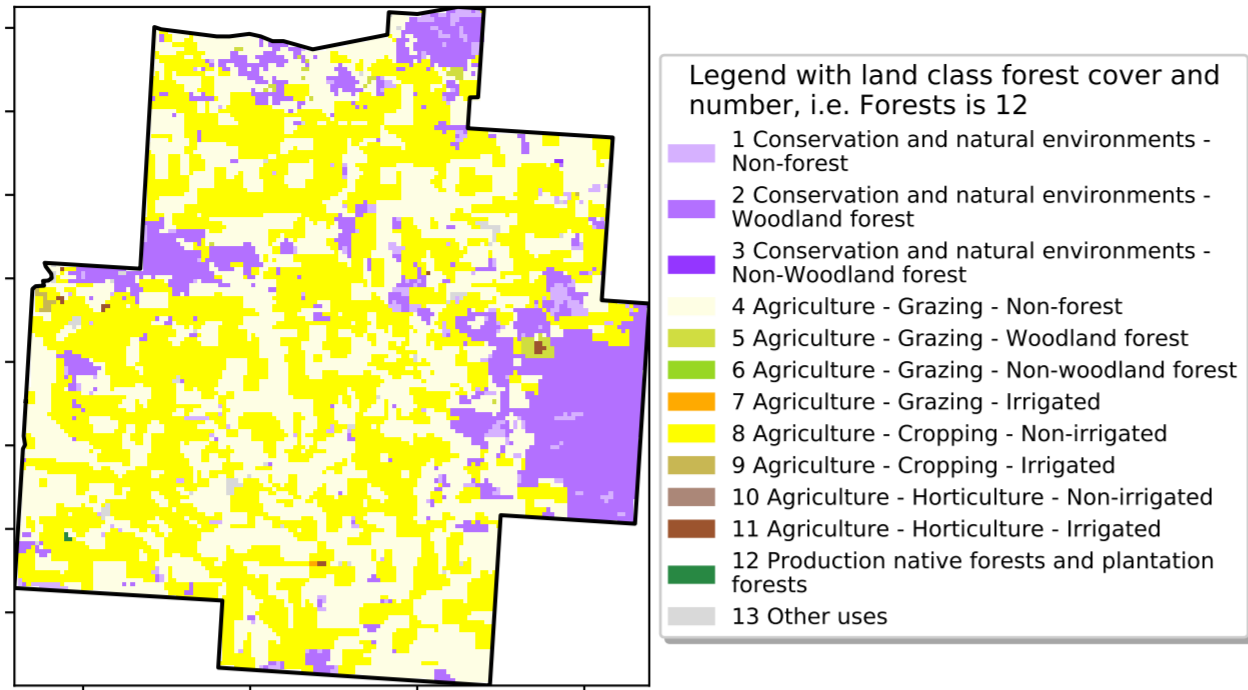 Legend with land class forest cover and
number, i.e. Forests is 12
1 Conservation and natural environments -
Non-forest
2 Conservation and natural environments -
Woodland forest
3 Conservation and natural environments -
Non-Woodland forest
4 Agriculture - Grazing - Non-forest
5 Agriculture - Grazing - Woodland forest
6 Agriculture - Grazing - Non-woodland forest
7 Agriculture - Grazing - Irrigated
8 Agriculture - Cropping - Non-irrigated
9 Agriculture - Cropping - Irrigated
10 Agriculture - Horticulture - Non-irrigated
11 Agriculture - Horticulture - Irrigated
12 Production native forests and plantation
forests
13 Other uses